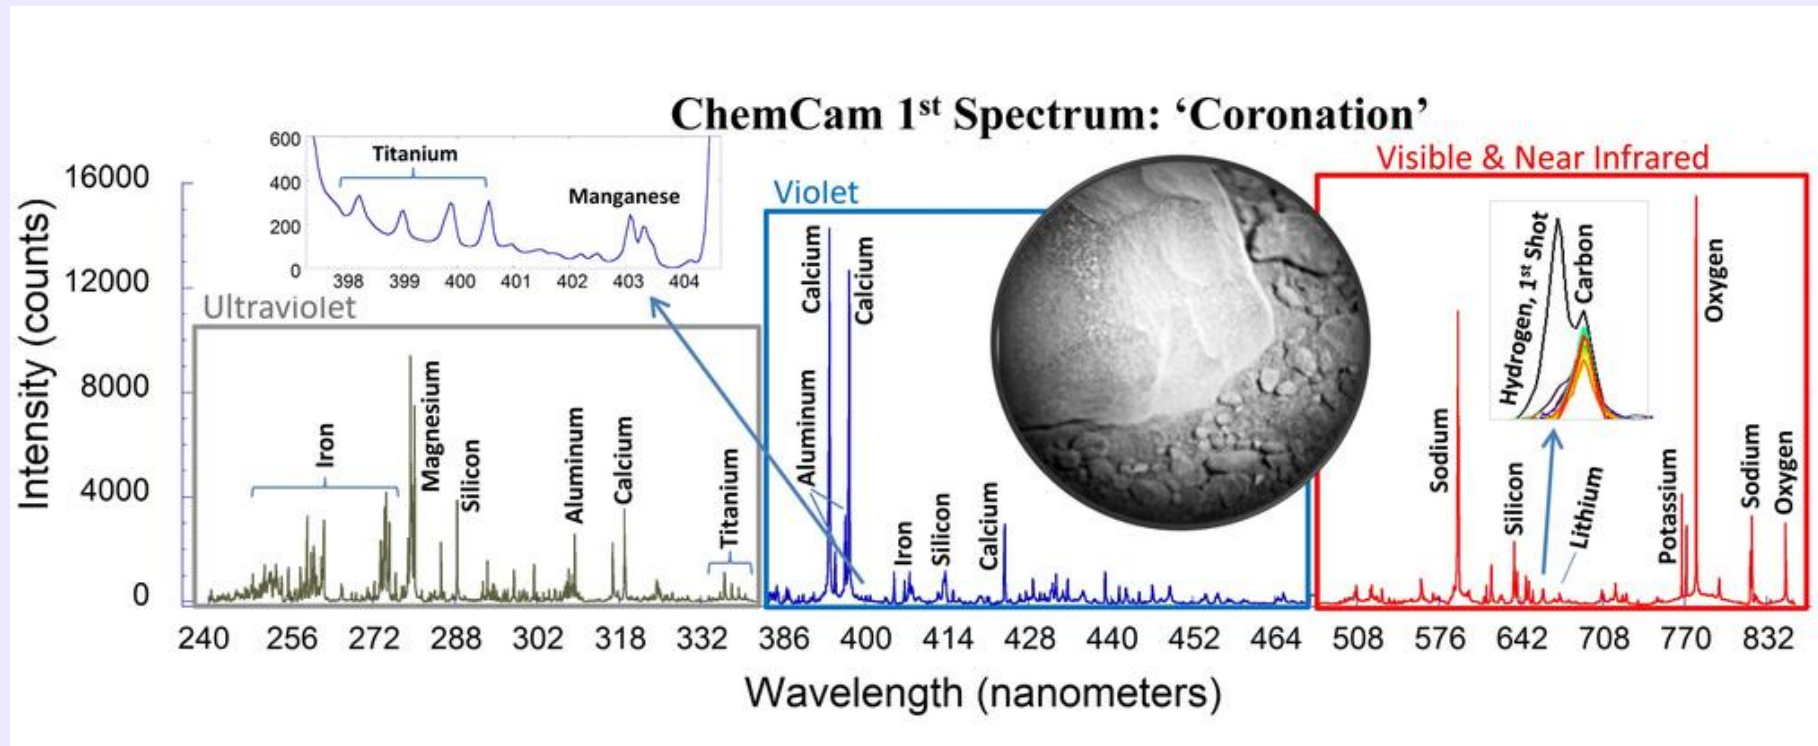 ChemCam 1st Spectrum: ‘Coronation’
Intensity (counts)
16000
12000
8000
4000
0
600
400
200
0
Titanium
Manganese
398 399 400 401 402 403 404
Ultraviolet
Iron
Magnesium
Silicon
Aluminum
Calcium
Titanium
Violet
Calcium
Calcium
Aluminum
Iron
Silicon
Calcium
Visible & Near Infrared
Sodium
Silicon
Hydrogen, 1st Shot
Carbon
Lithium
Potassium
Oxygen
Sodium
Oxygen
240 256 272 288 302 318 332 386 400 414 428 440 452 464 508 576 642 708 770 832
Wavelength (nanometers)